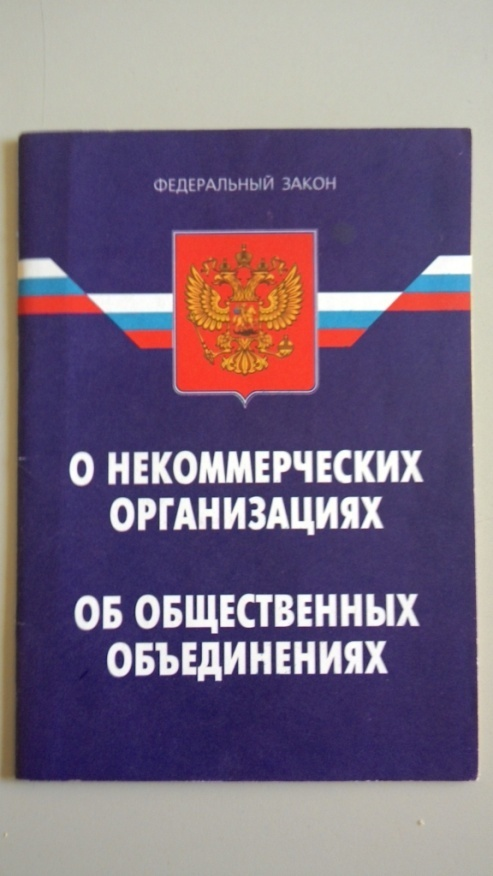 ФЕДЕРАЛЬНЫЙ ЗАКОН
О НЕКОММЕРЧЕСКИХ
ОРГАНИЗАЦИЯХ
ОБ ОБЩЕСТВЕННЫХ
ОБЪЕДИНЕНИЯХ